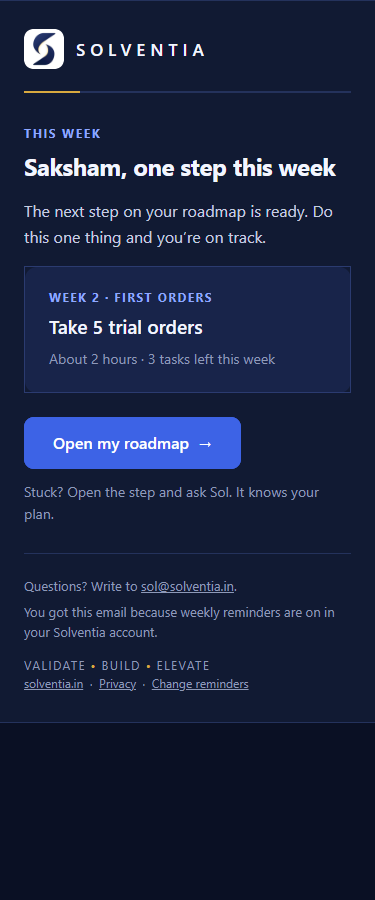 SOLVENTIA
THIS WEEK
Saksham, one step this week
The next step on your roadmap is ready. Do
this one thing and you're on track.
WEEK 2 · FIRST ORDERS
Take 5 trial orders
About 2 hours · 3 tasks left this week
Open my roadmap →
Stuck? Open the step and ask Sol. It knows your
plan.
Questions? Write to sol@solventia.in.
You got this email because weekly reminders are on in
your Solventia account.
VALIDATE • BUILD • ELEVATE
solventia.in · Privacy · Change reminders